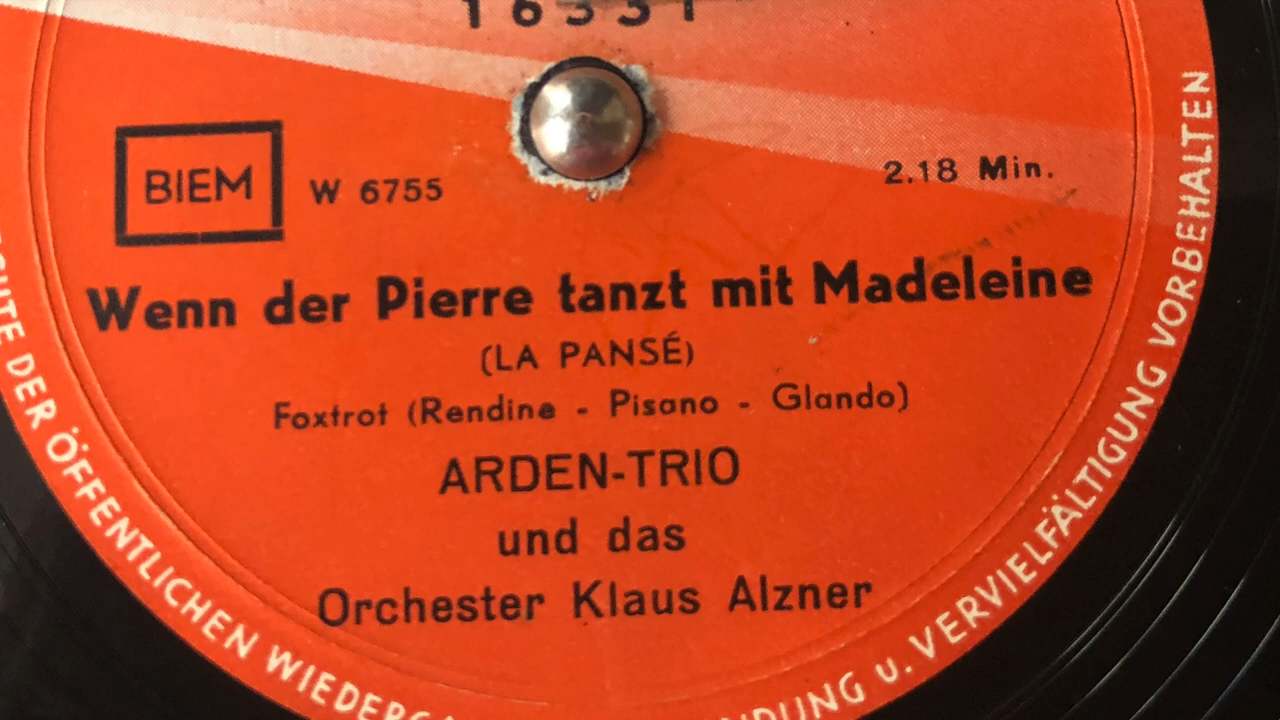 16331
BIEM W 6755
2.18 Min.
Wenn der Pierre tanzt mit Madeleine
(LA PANSÉ)
Foxtrot (Rendine - Pisano - Glando)
ARDEN-TRIO
und das
Orchester Klaus Alzner
DER ÖFFENTLICHEN
u. VERVIELFÄLTIGUNG VORBEHALTEN